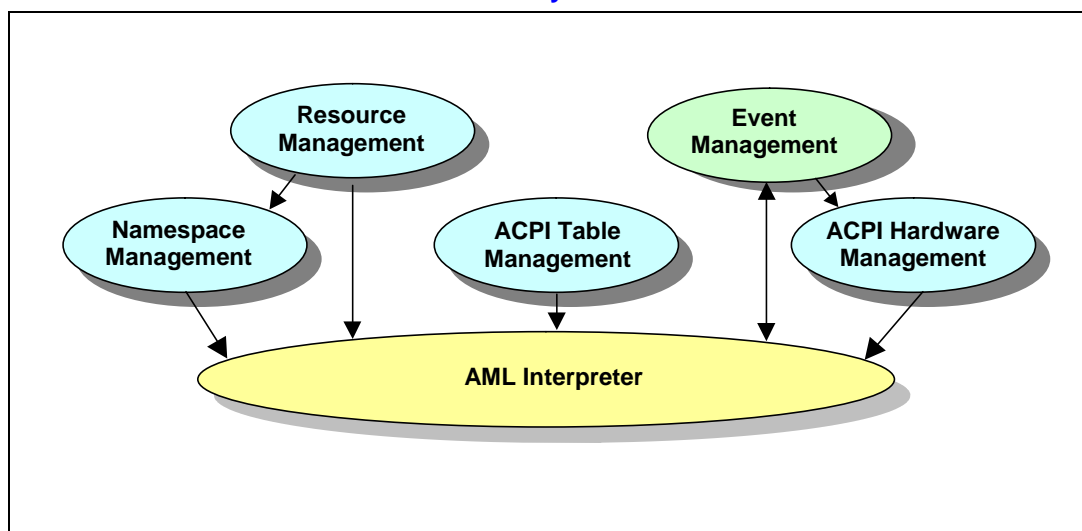 Resource
Management
Event
Management
Namespace
Management
ACPI Table
Management
ACPI Hardware
Management
AML Interpreter